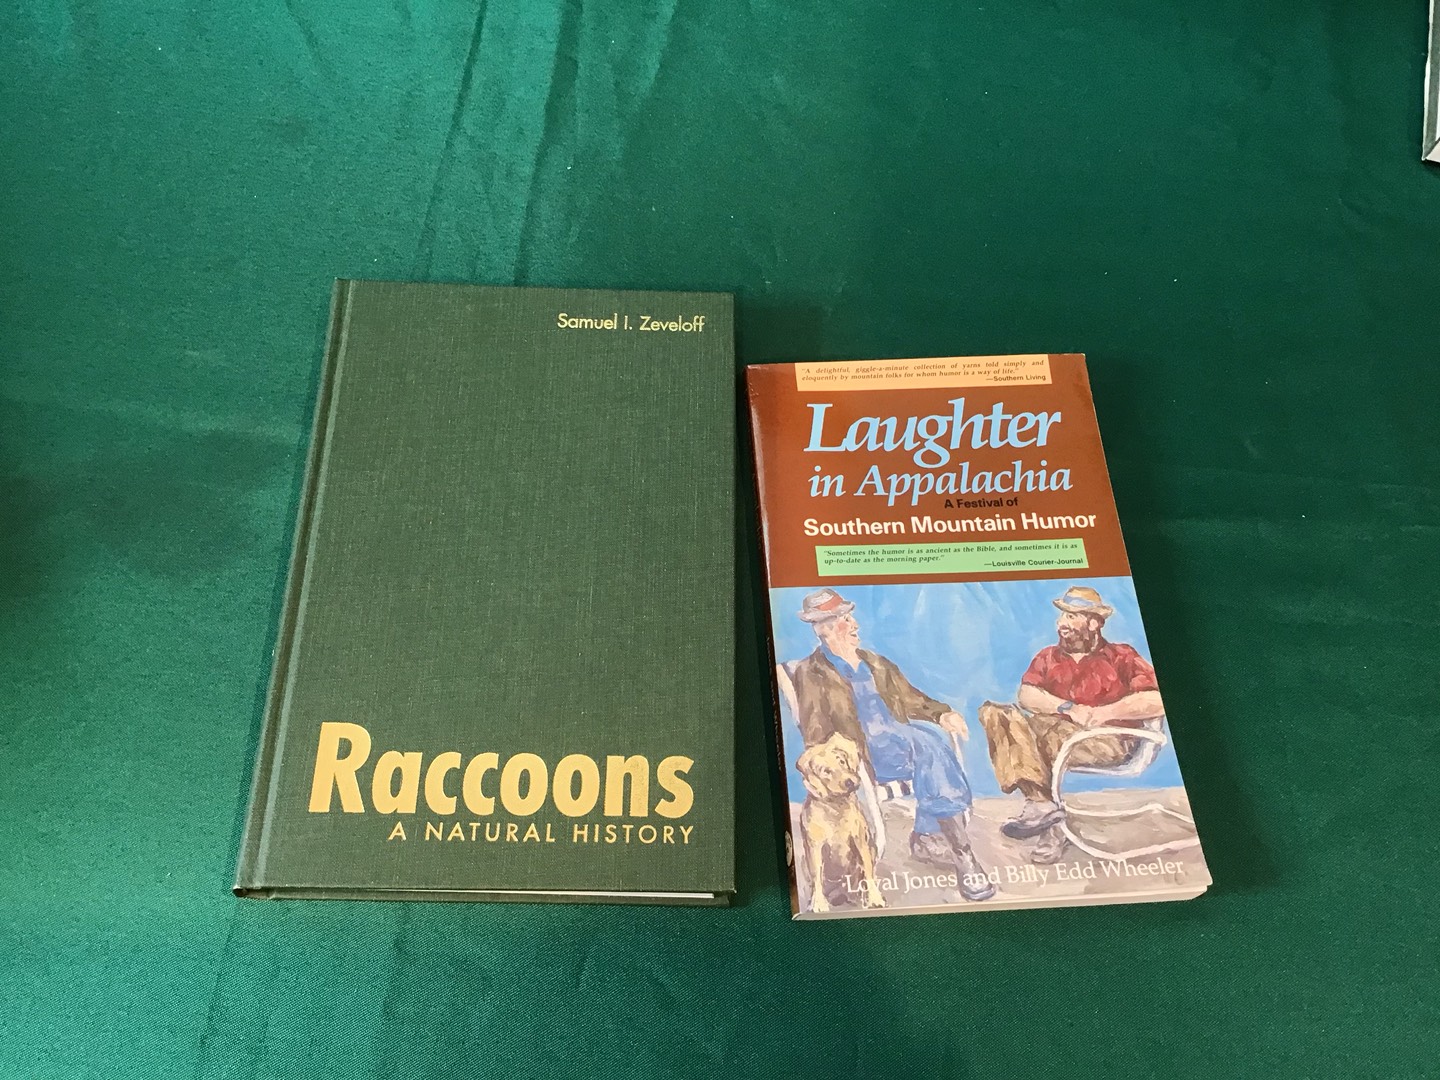 Samuel I. Zeveloff
Raccoons
A NATURAL HISTORY
"A delightful, giggle-a-minute collection of yarns told simply and
eloquently by mountain folks for whom humor is a way of life."
—Southern Living
Laughter
in Appalachia
A Festival of
Southern Mountain Humor
"Sometimes the humor is as ancient as the Bible, and sometimes it is as
up-to-date as the morning paper."
—Louisville Courier-Journal
Loyal Jones and Billy Edd Wheeler